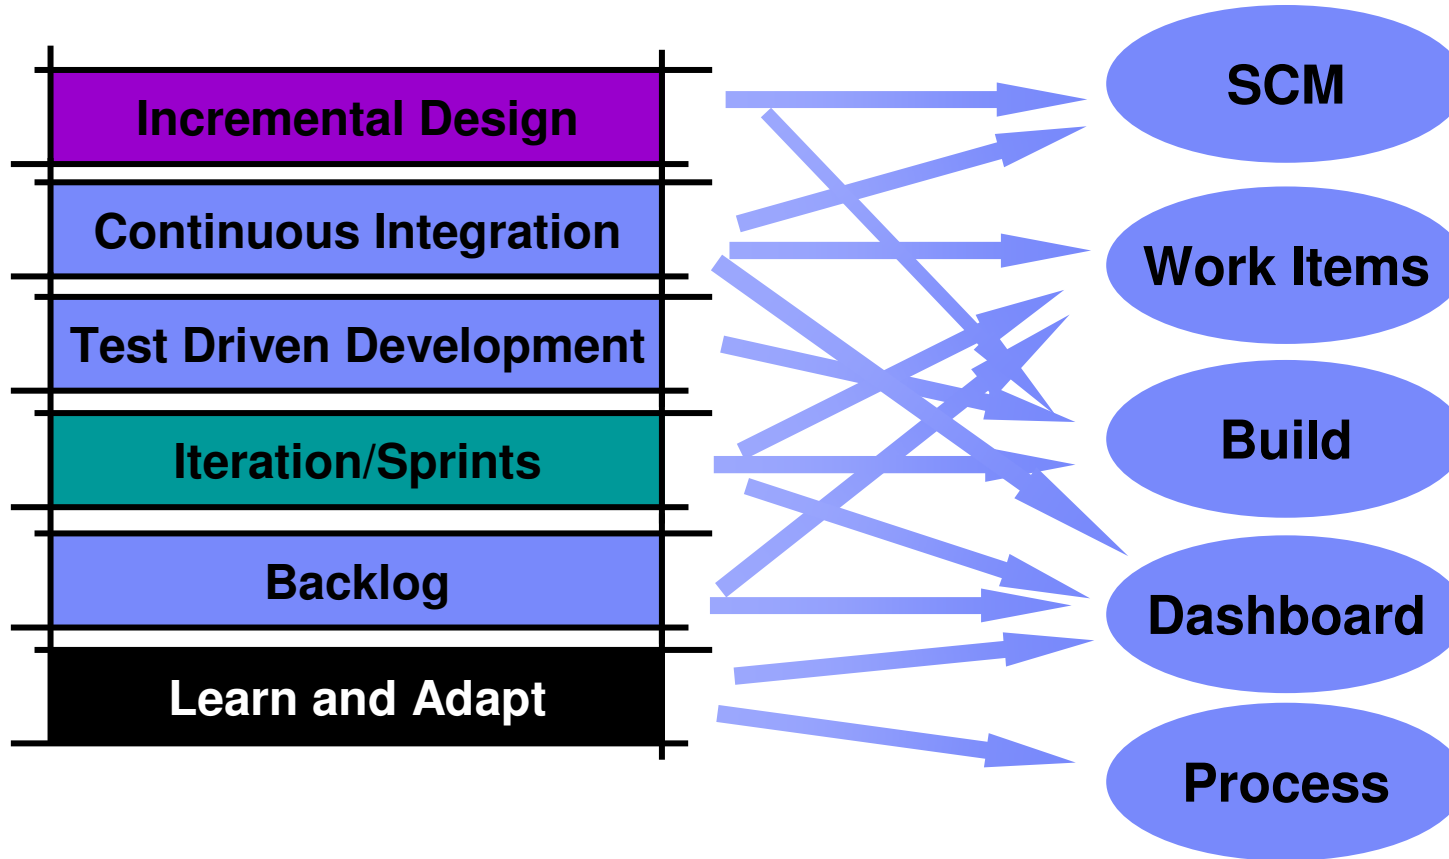 Incremental Design
Continuous Integration
Test Driven Development
Iteration/Sprints
Backlog
Learn and Adapt
SCM
Work Items
Build
Dashboard
Process